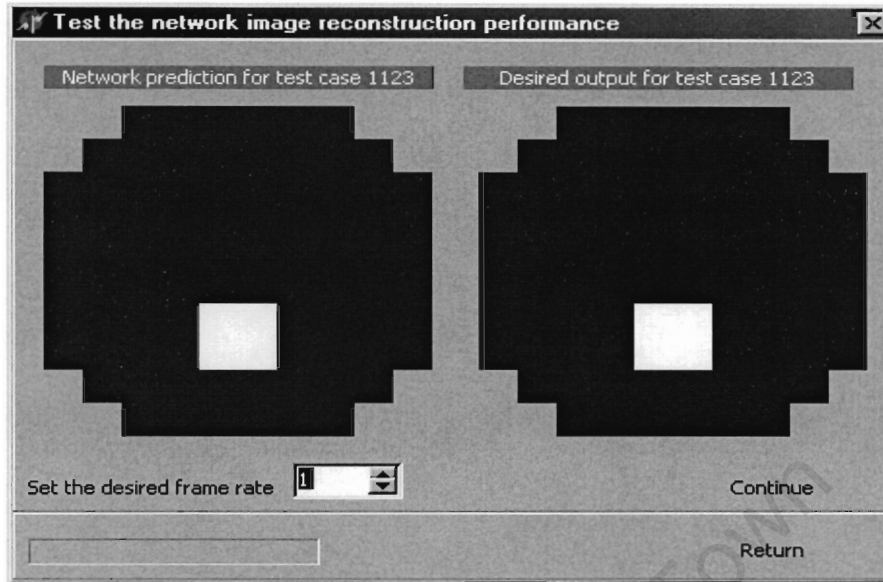 Test the network image reconstruction performance
Network prediction for test case 1123
Desired output for test case 1123
Set the desired frame rate
1
Continue
Return
Town